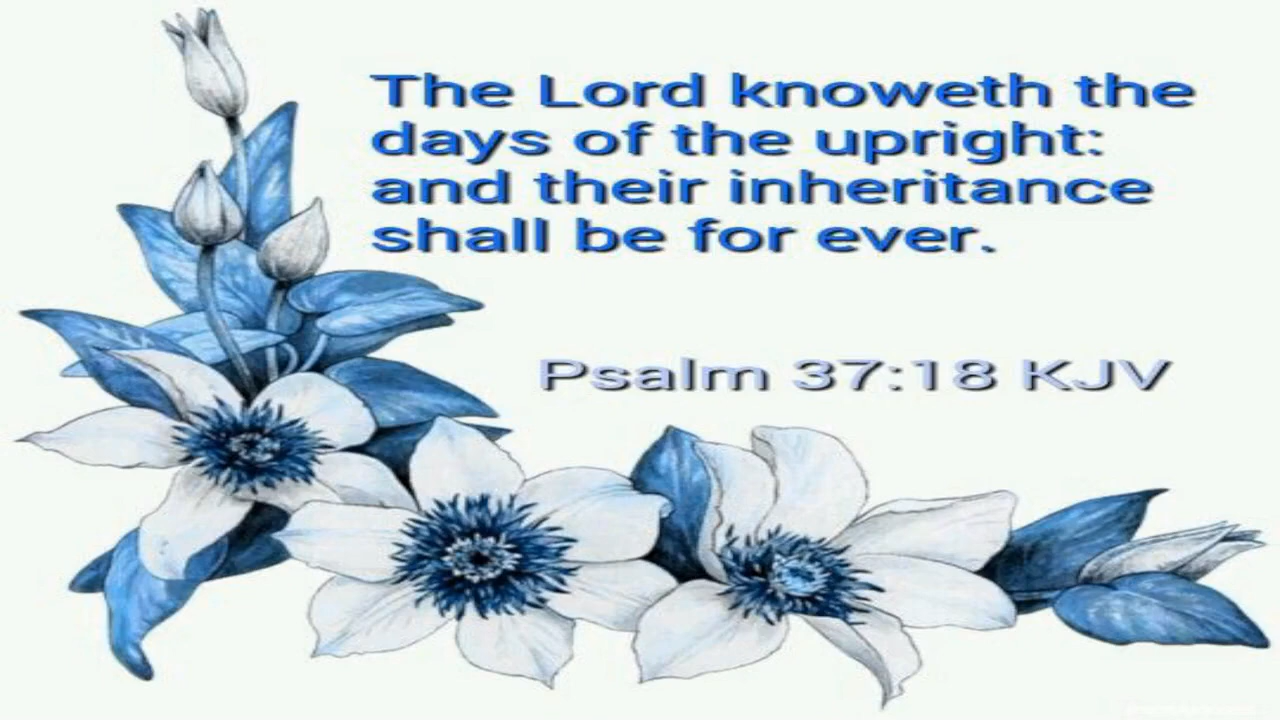 The Lord knoweth the
days of the upright:
and their inheritance
shall be for ever.
Psalm 37:18 KJV